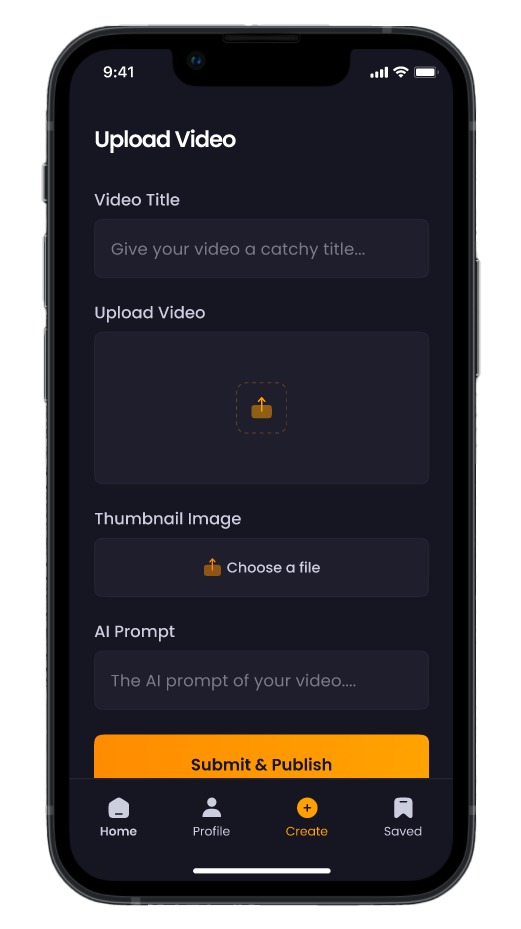 9:41
Upload Video
Video Title
Give your video a catchy title...
Upload Video
Thumbnail Image
Choose a file
AI Prompt
The AI prompt of your video....
Submit & Publish
Home Profile Create Saved